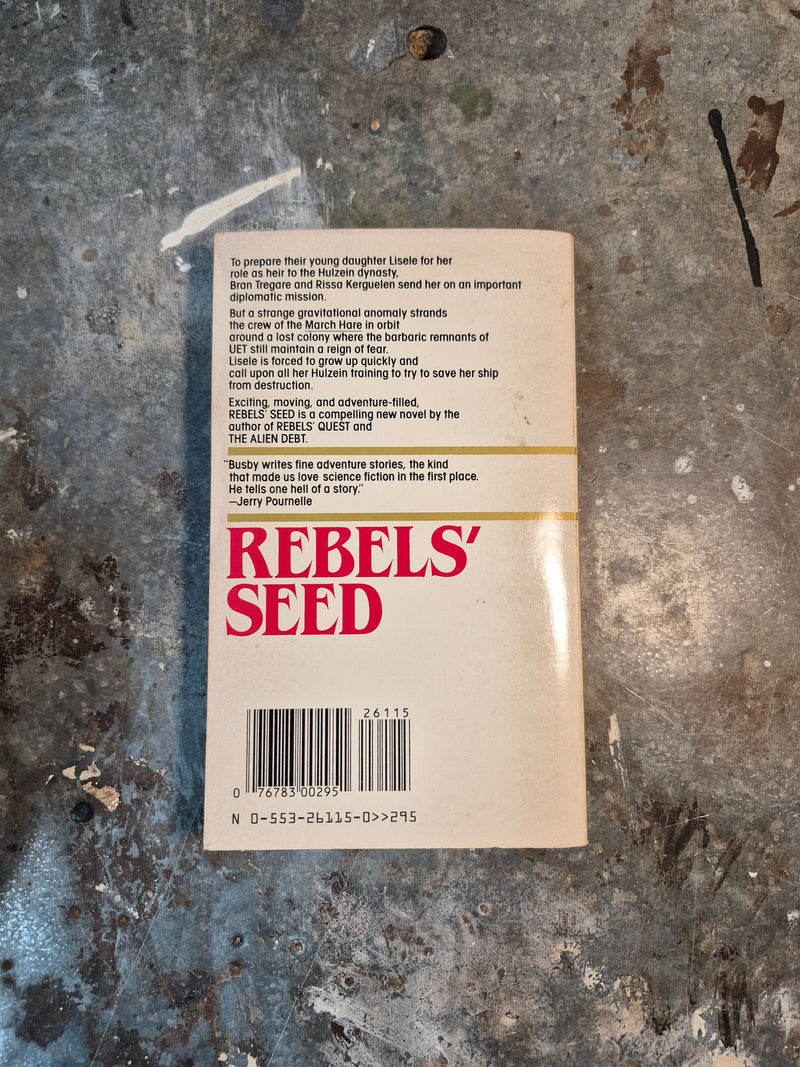 To prepare their young daughter Lisele for her
role as heir to the Hulzein dynasty,
Bran Tregare and Rissa Kerguelen send her on an important
diplomatic mission.
But a strange gravitational anomaly strands
the crew of the March Hare in orbit
around a lost colony where the barbaric remnants of
UET still maintain a reign of fear.
Lisele is forced to grow up quickly and
call upon all her Hulzein training to try to save her ship
from destruction.
Exciting, moving, and adventure-filled,
REBELS' SEED is a compelling new novel by the
author of REBELS' QUEST and
THE ALIEN DEBT.
"Busby writes fine adventure stories, the kind
that made us love science fiction in the first place.
He tells one hell of a story."
—Jerry Pournelle
REBELS'
SEED
26115
0 76783 00295
N 0-553-26115-0>>295